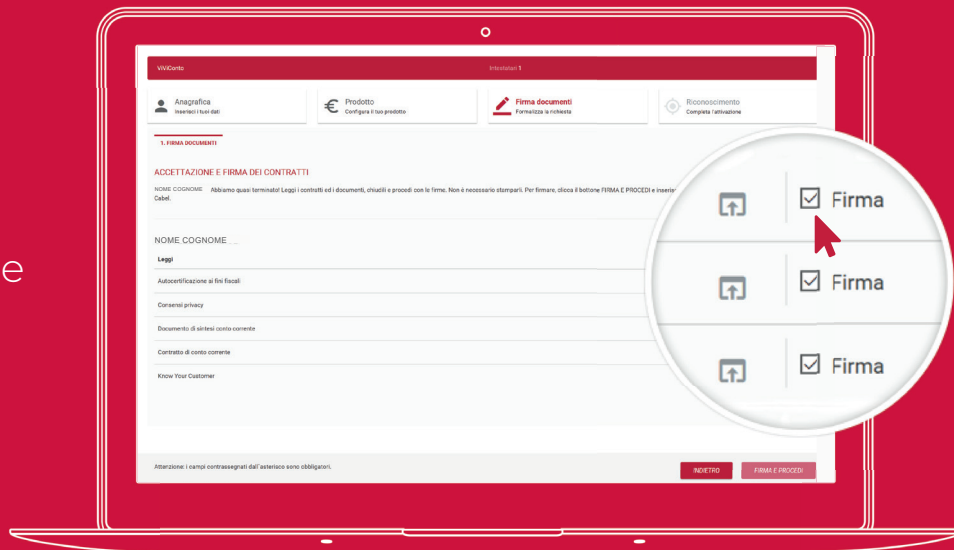 e
ViViConto
Intestatari 1
Anagrafica
Inserisci i tuoi dati
Prodotto
Configura il tuo prodotto
Firma documenti
Formalizza la richiesta
Riconoscimento
Completa l'attivazione
1. FIRMA DOCUMENTI
ACCETTAZIONE E FIRMA DEI CONTRATTI
NOME COGNOME Abbiamo quasi terminato! Leggi i contratti ed i documenti, chiudili e procedi con le firme. Non è necessario stamparli. Per firmare, clicca il bottone FIRMA E PROCEDI e
Cabel.
NOME COGNOME
Leggi
Autocertificazione ai fini fiscali
Consensi privacy
Documento di sintesi conto corrente
Contratto di conto corrente
Know Your Customer
Firma
Firma
Firma
Attenzione: i campi contrassegnati dall'asterisco sono obbligatori.
INDIETRO
FIRMA E PROCEDI